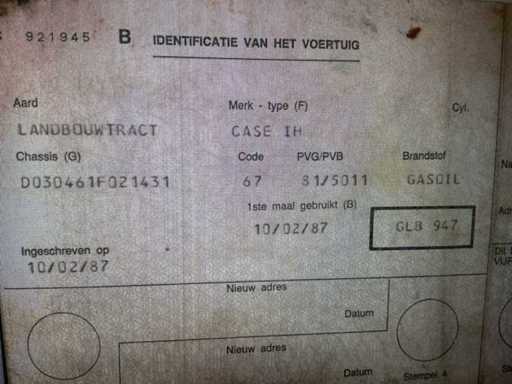 921945 B IDENTIFICATIE VAN HET VOERTUIG
Aard Merk - type (F) Cyl.
LANDBOUWTRACT CASE IH
Chassis (G) Code PVG/PVB Brandstof
D030461F021431 67 81/5011 GASOIL
1ste maal gebruikt (B)
10/02/87 GLB 947
Ingeschreven op
10/02/87
Nieuw adres
Datum
Nieuw adres
Datum Stempel